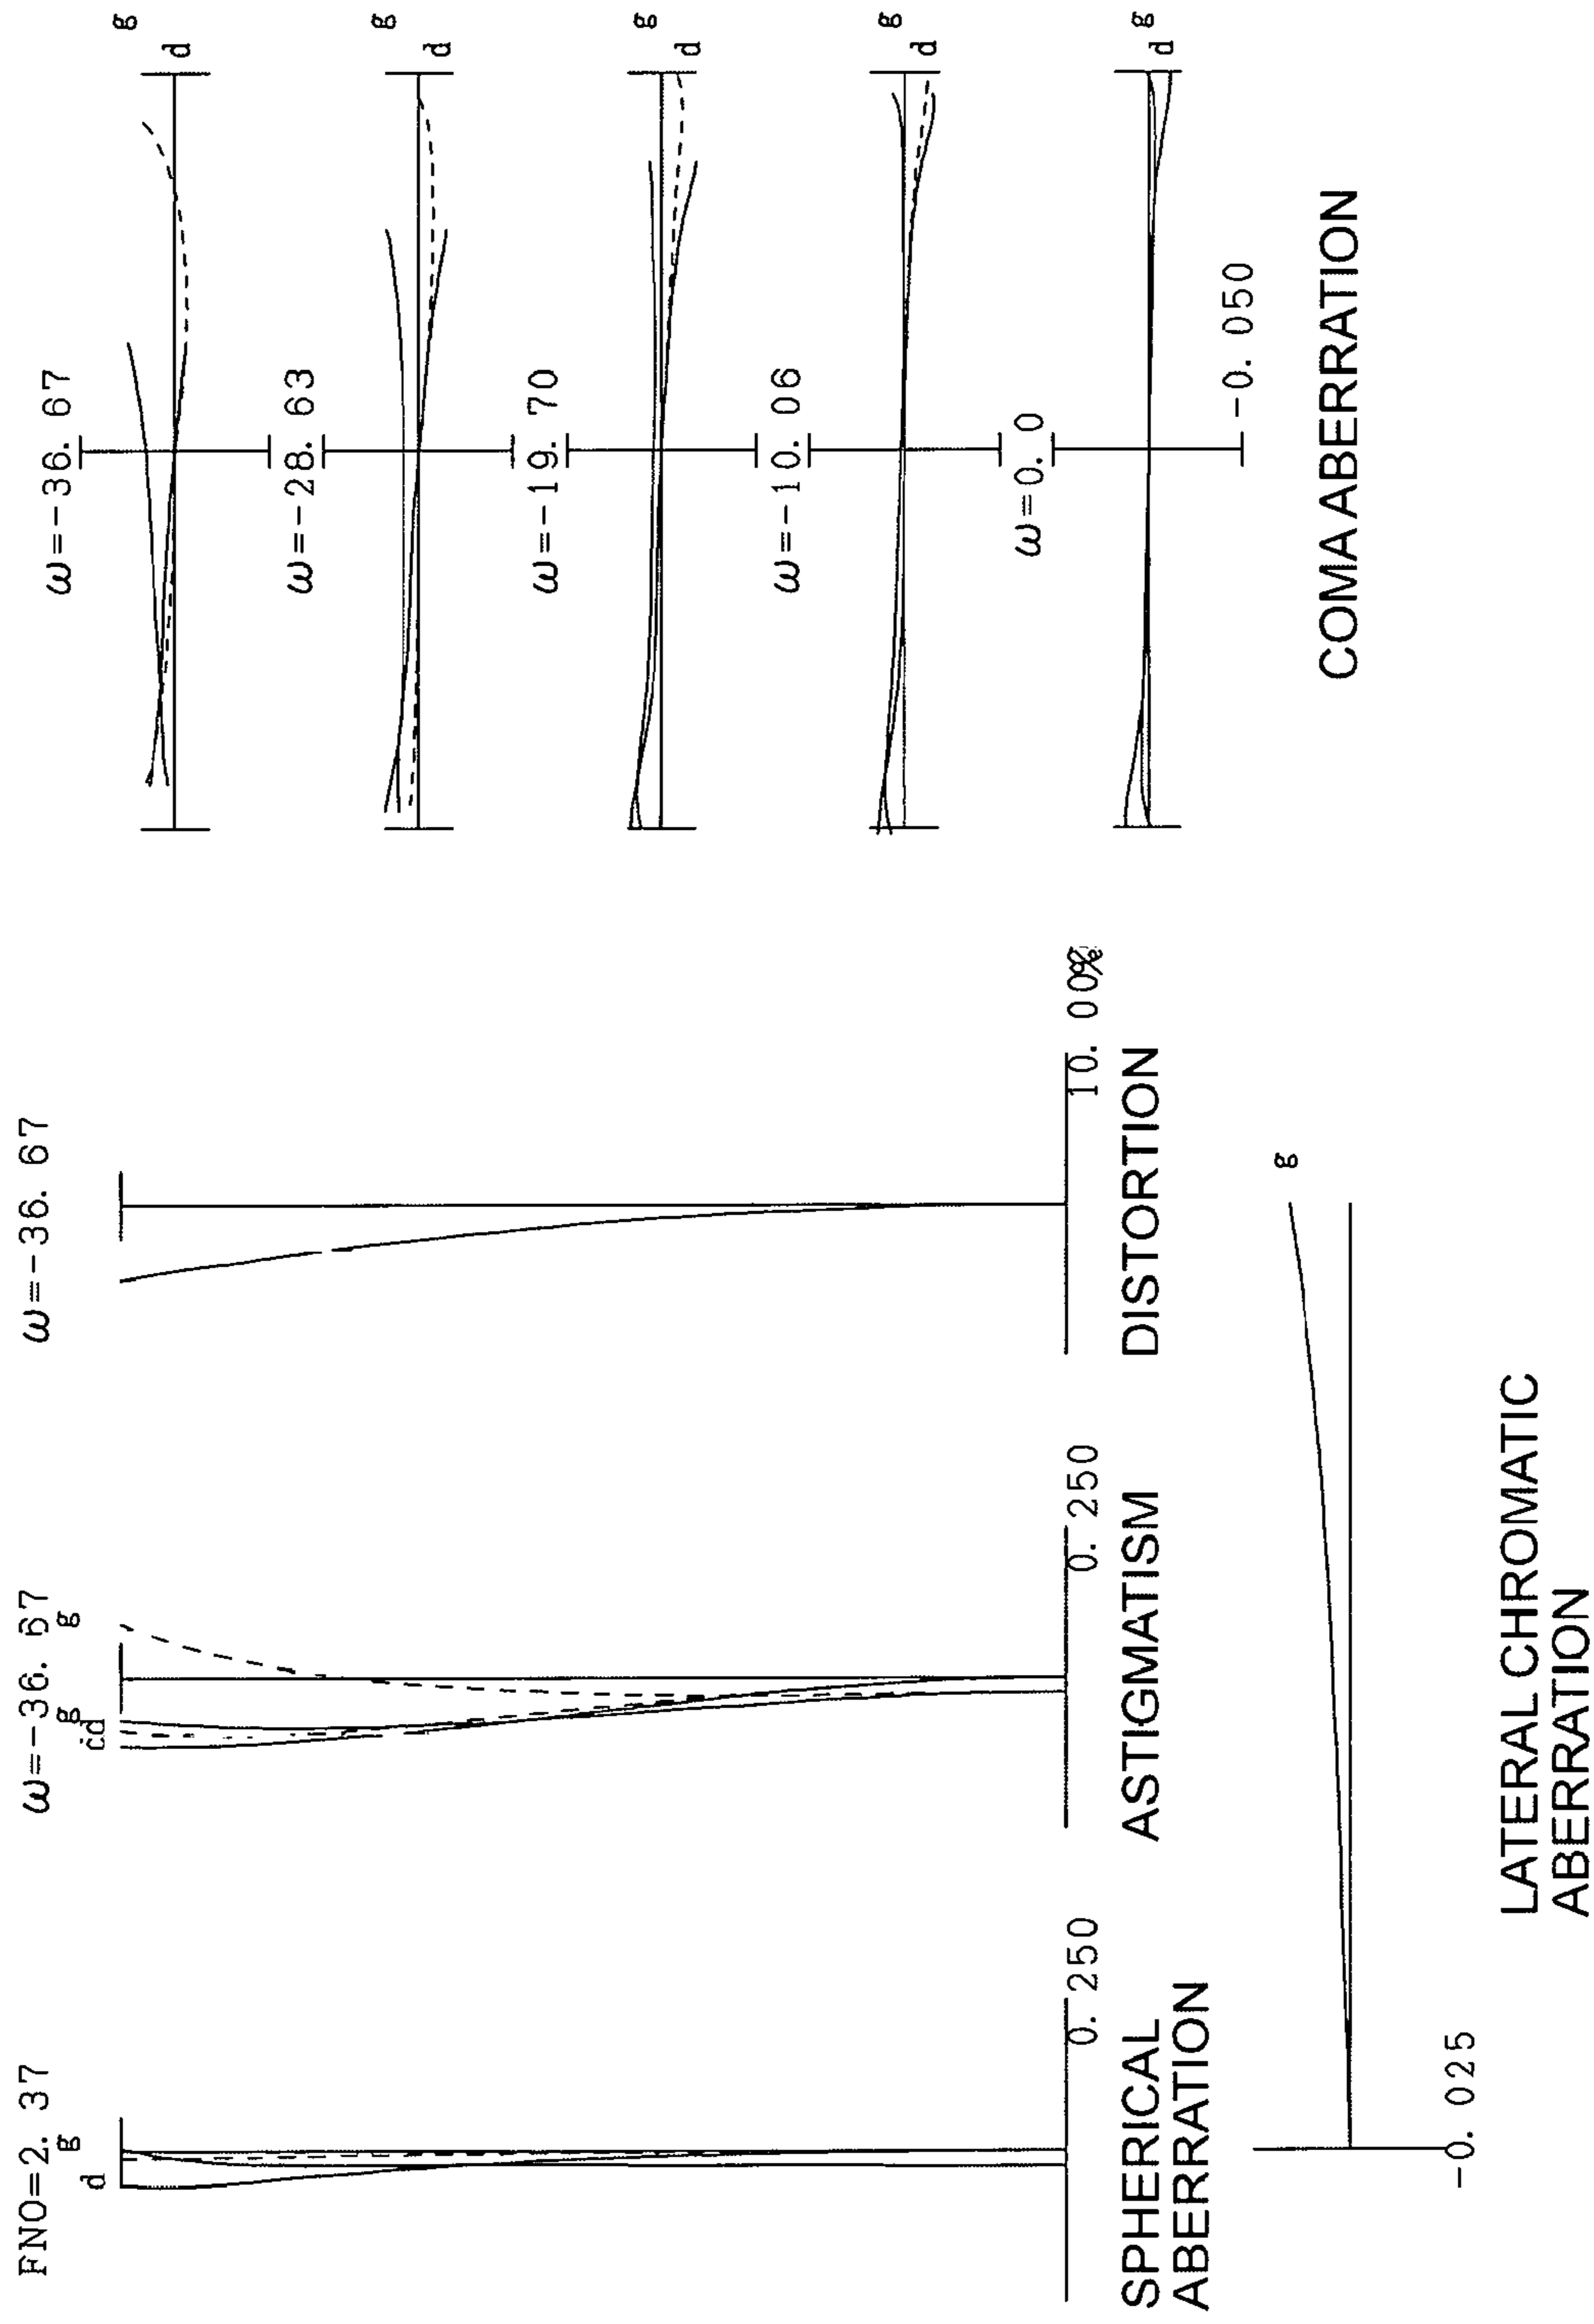 FNO=2. 37
d g
0. 250
SPHERICAL
ABERRATION
ω=-36. 67
g g
d d
0. 250
ASTIGMATISM
ω=-36. 67
10. 00%
DISTORTION
g
-0. 025
LATERAL CHROMATIC
ABERRATION
ω=-36. 67
g
d
ω=-28. 63
g
d
ω=-19. 70
g
d
ω=-10. 06
g
d
ω=0. 0
g
d
-0. 050
COMA ABERRATION